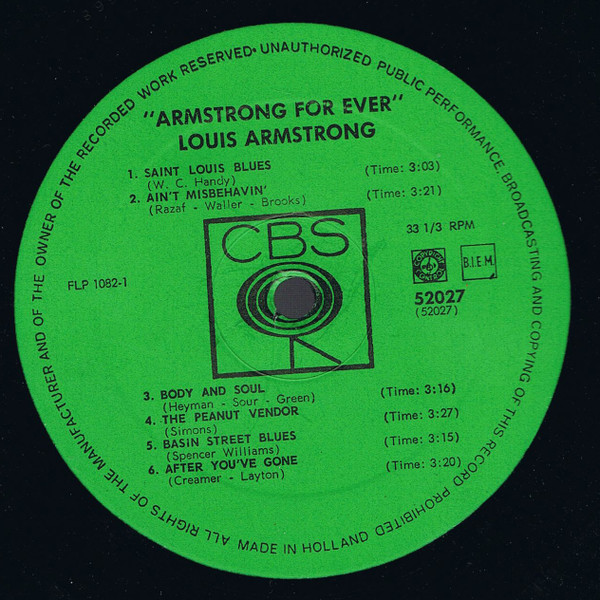 ALL RIGHTS OF THE MANUFACTURER AND OF THE OWNER OF THE RECORDED WORK RESERVED • UNAUTHORIZED PUBLIC PERFORMANCE, BROADCASTING AND COPYING OF THIS RECORD PROHIBITED
"ARMSTRONG FOR EVER"
LOUIS ARMSTRONG
1. SAINT LOUIS BLUES (Time: 3:03)
(W. C. Handy)
2. AIN'T MISBEHAVIN' (Time: 3:21)
(Razaf - Waller - Brooks)
CBS
33 1/3 RPM
B.I.E.M.
FLP 1082-1
52027
(52027)
3. BODY AND SOUL (Time: 3:16)
(Heyman - Sour - Green)
4. THE PEANUT VENDOR (Time: 3:27)
(Simons)
5. BASIN STREET BLUES (Time: 3:15)
(Spencer Williams)
6. AFTER YOU'VE GONE (Time: 3:20)
(Creamer - Layton)
MADE IN HOLLAND